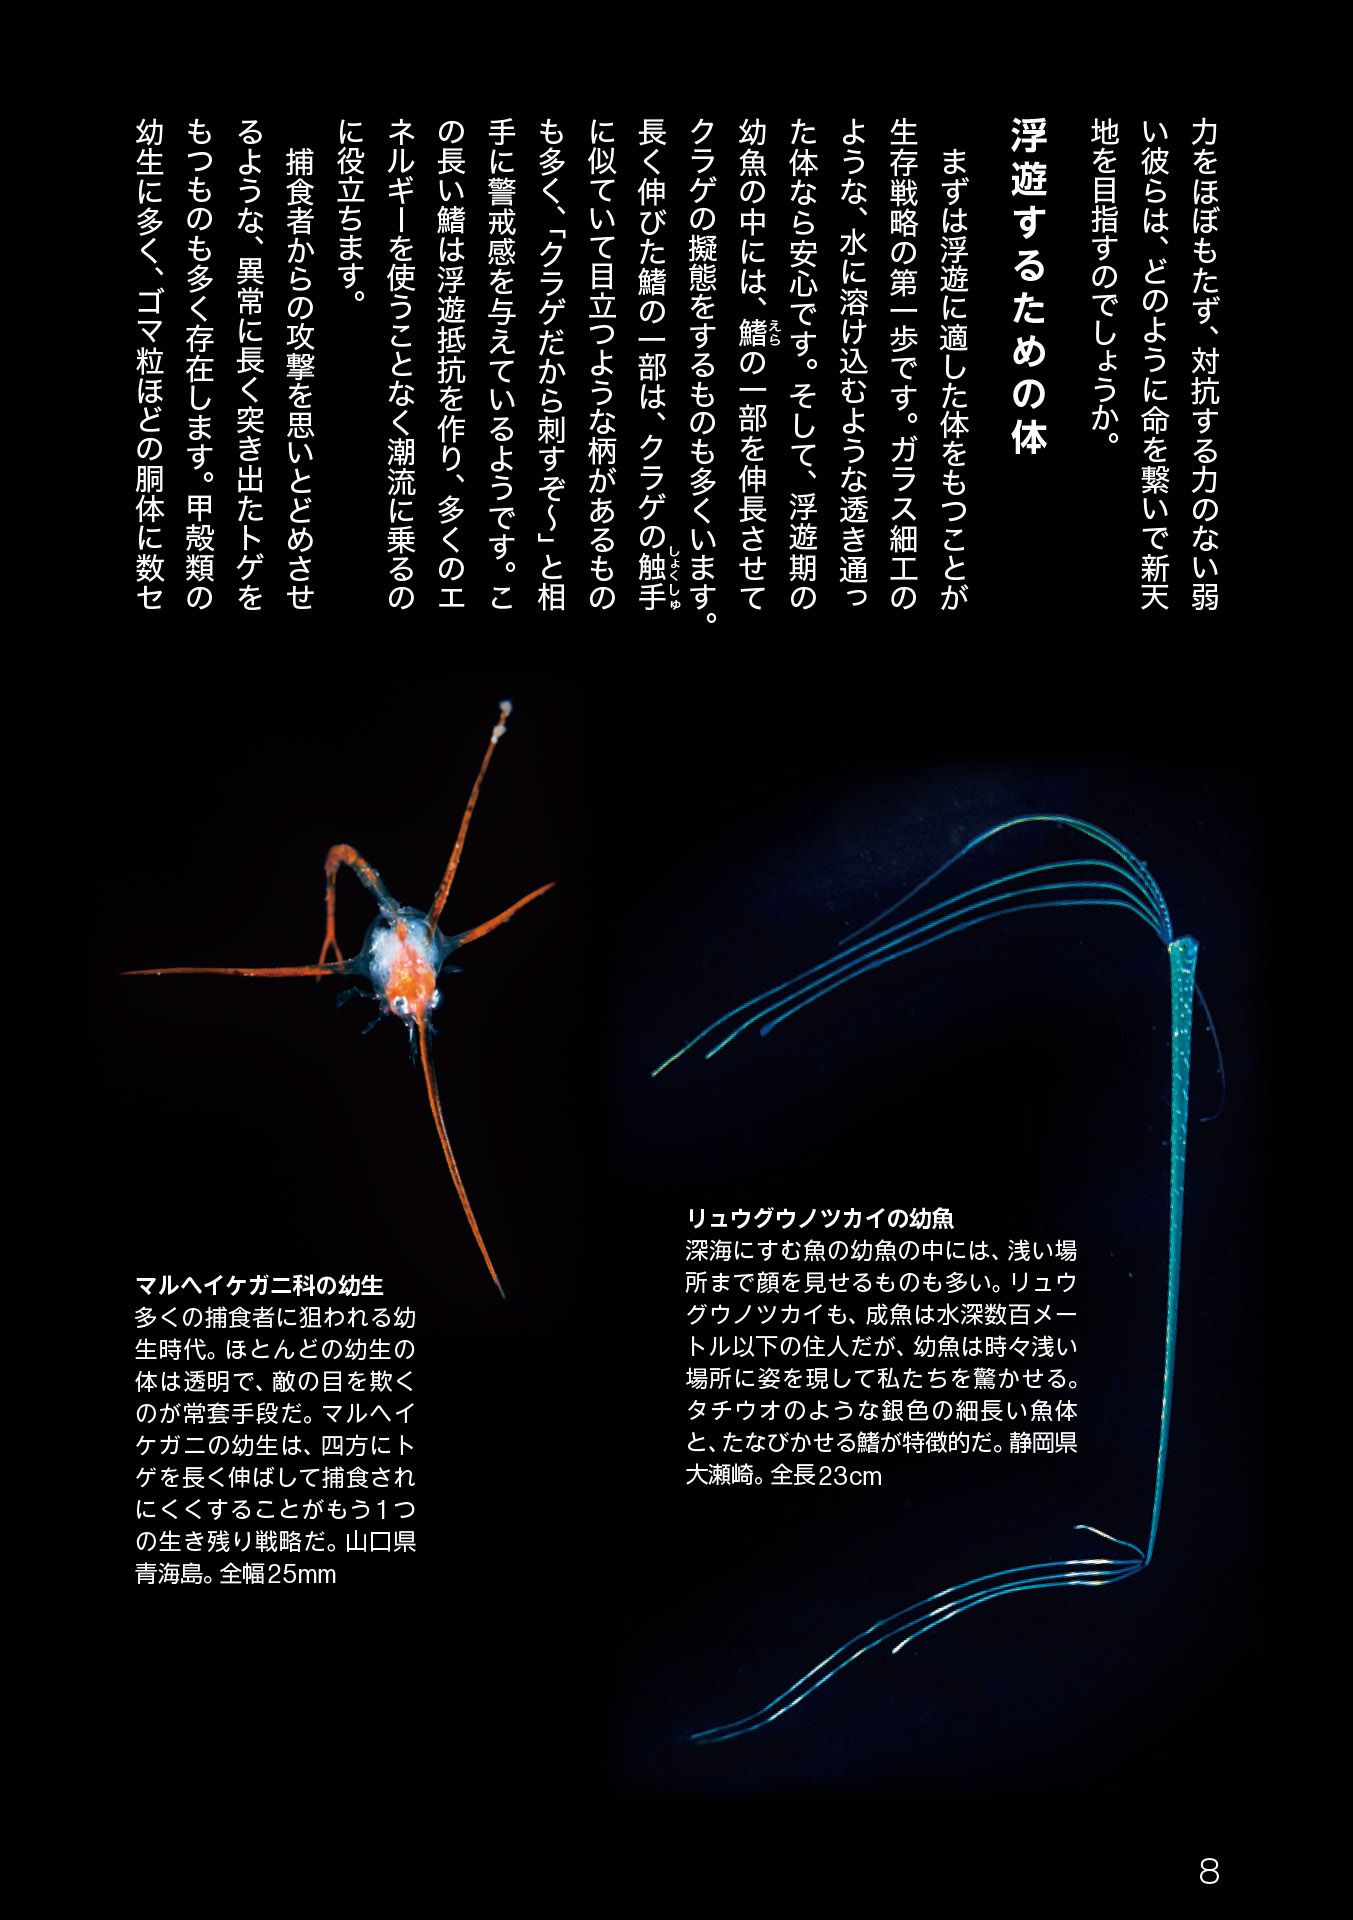 力をほぼもたず、対抗する力のない弱
い彼らは、どのように命を繋いで新天
地を目指すのでしょうか。
浮遊するための体
まずは浮遊に適した体をもつことが
生存戦略の第一歩です。ガラス細工の
ような、水に溶け込むような透き通っ
た体なら安心です。そして、浮遊期の
幼魚の中には、鰭の一部を伸長させて
えら
クラゲの擬態をするものも多くいます。
長く伸びた鰭の一部は、クラゲの触手
しょくしゅ
に似ていて目立つような柄があるもの
も多く、「クラゲだから刺すぞ〜」と相
手に警戒感を与えているようです。こ
の長い鰭は浮遊抵抗を作り、多くのエ
ネルギーを使うことなく潮流に乗るの
に役立ちます。
捕食者からの攻撃を思いとどめさせ
るような、異常に長く突き出たトゲを
もつものも多く存在します。甲殻類の
幼生に多く、ゴマ粒ほどの胴体に数セ
リュウグウノツカイの幼魚
深海にすむ魚の幼魚の中には、浅い場
所まで顔を見せるものも多い。リュウ
グウノツカイも、成魚は水深数百メー
トル以下の住人だが、幼魚は時々浅い
場所に姿を現して私たちを驚かせる。
タチウオのような銀色の細長い魚体
と、たなびかせる鰭が特徴的だ。静岡県
大瀬崎。全長23cm
マルヘイケガニ科の幼生
多くの捕食者に狙われる幼
生時代。ほとんどの幼生の
体は透明で、敵の目を欺く
のが常套手段だ。マルヘイ
ケガニの幼生は、四方にト
ゲを長く伸ばして捕食され
にくくすることがもう1つ
の生き残り戦略だ。山口県
青海島。全幅25mm
8